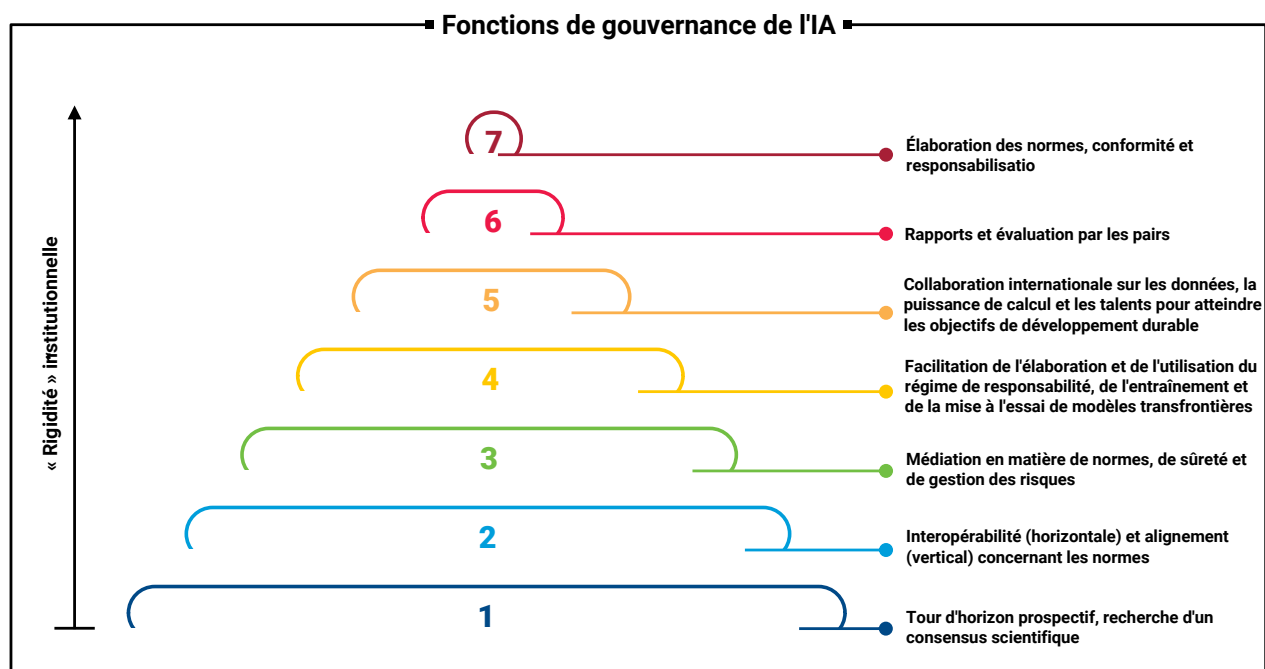 Fonctions de gouvernance de l'IA
« Rigidité » institutionnelle
7
Élaboration des normes, conformité et
responsabilisatio
6
Rapports et évaluation par les pairs
5
Collaboration internationale sur les données, la
puissance de calcul et les talents pour atteindre
les objectifs de développement durable
4
Facilitation de l'élaboration et de l'utilisation du
régime de responsabilité, de l'entraînement et
de la mise à l'essai de modèles transfrontières
3
Médiation en matière de normes, de sûreté et
de gestion des risques
2
Interopérabilité (horizontale) et alignement
(vertical) concernant les normes
1
Tour d'horizon prospectif, recherche d'un
consensus scientifique